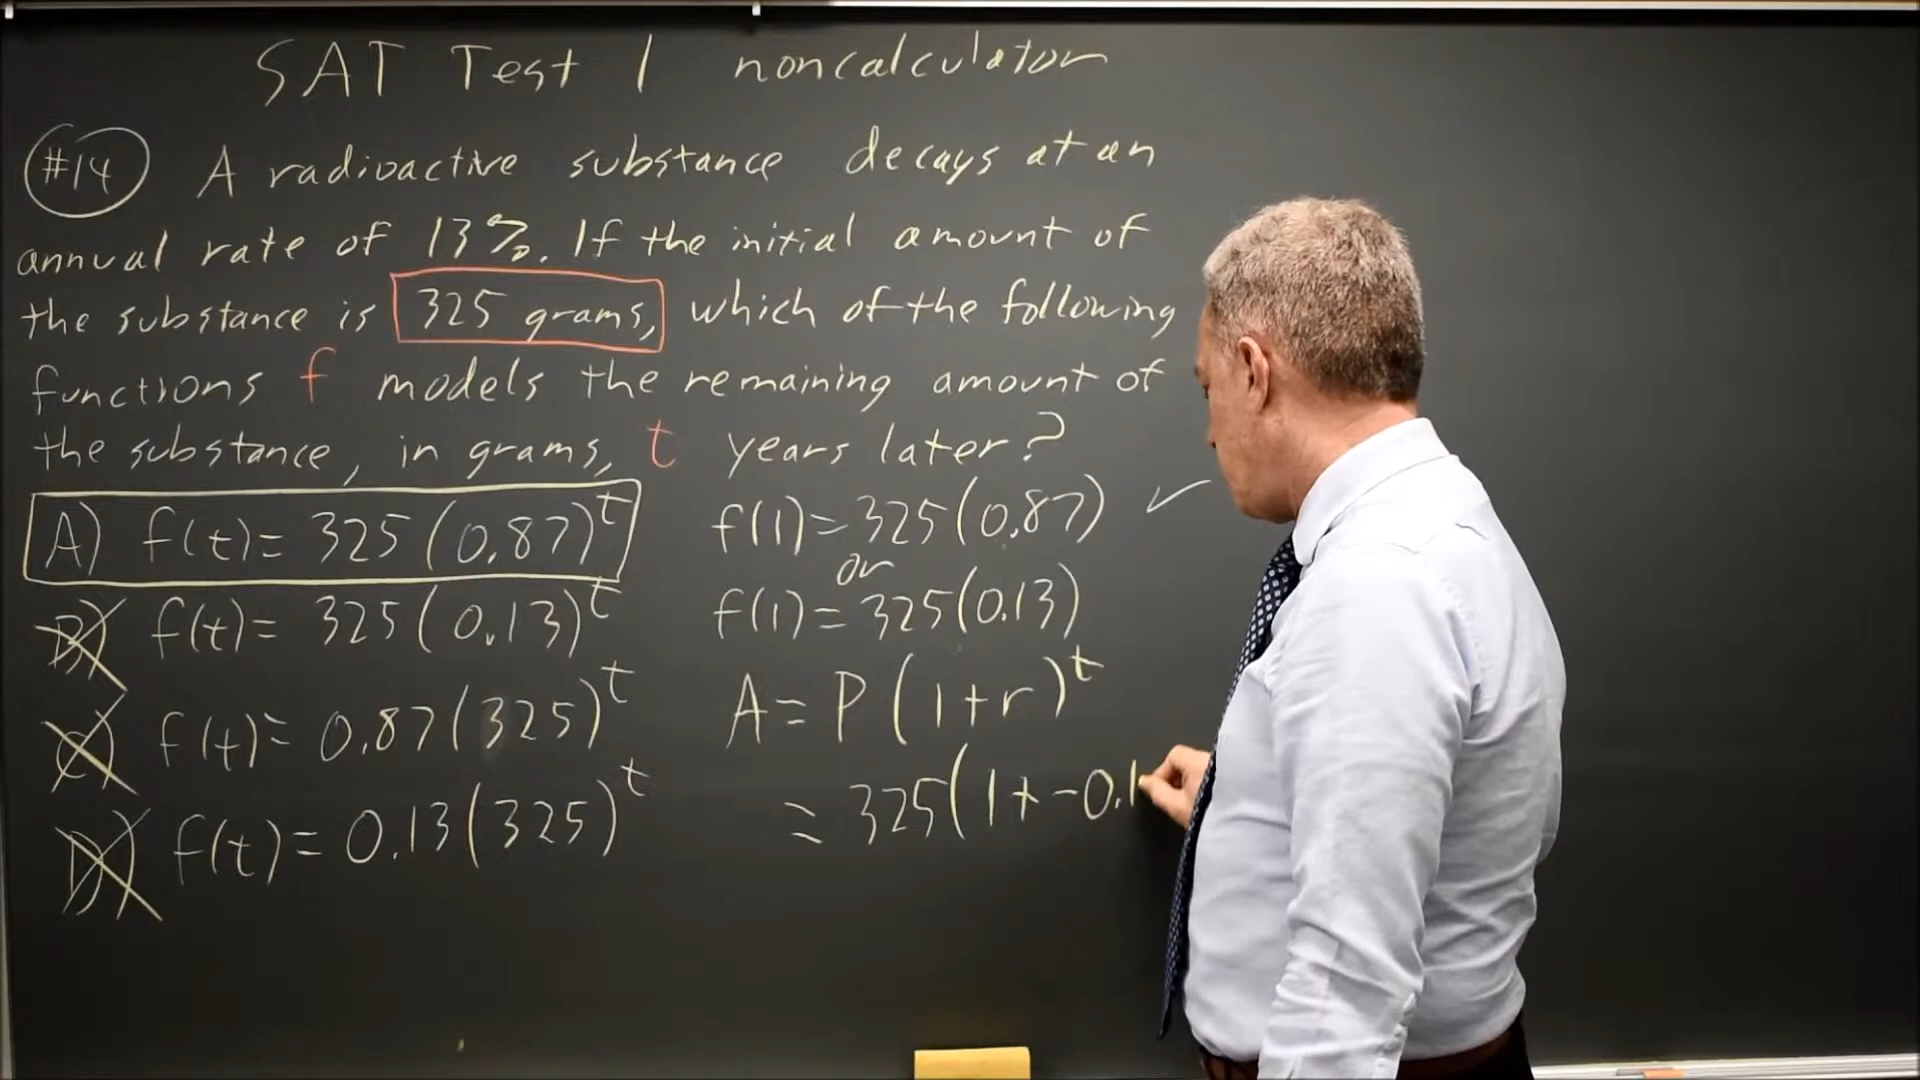 SAT Test 1 noncalculator
#14 A radioactive substance decays at an
annual rate of 13%. If the initial amount of
the substance is 325 grams, which of the following
functions f models the remaining amount of
the substance, in grams, t years later?
A) f(t)= 325(0.87)^t
B) f(t)= 325(0.13)^t
C) f(t)= 0.87(325)^t
D) f(t)= 0.13(325)^t
f(1)=325(0.87) ✓
or
f(1)=325(0.13)
A=P(1+r)^t
=325(1+-0.1